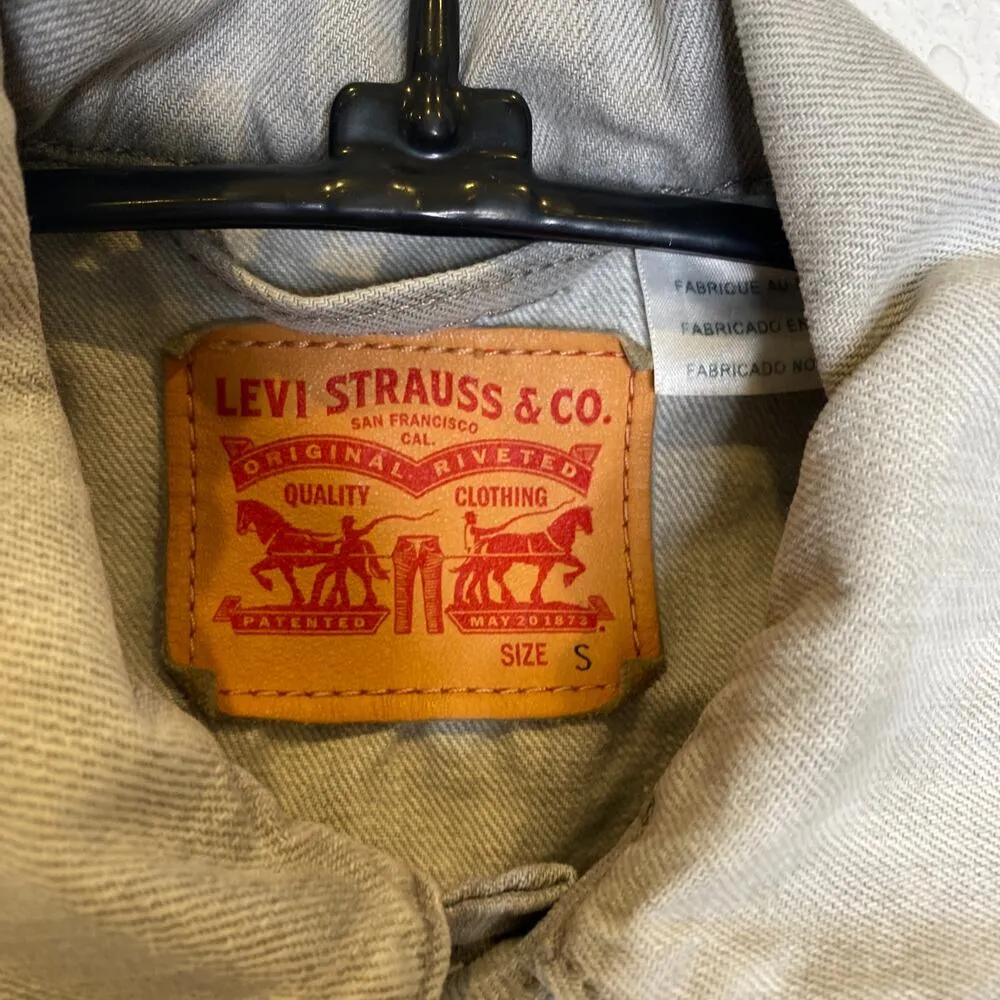 LEVI STRAUSS & CO.
SAN FRANCISCO
CAL.
ORIGINAL RIVETED
QUALITY CLOTHING
PATENTED MAY 20 1873.
SIZE S
FABRIQUE AU
FABRICADO EN
FABRICADO NO